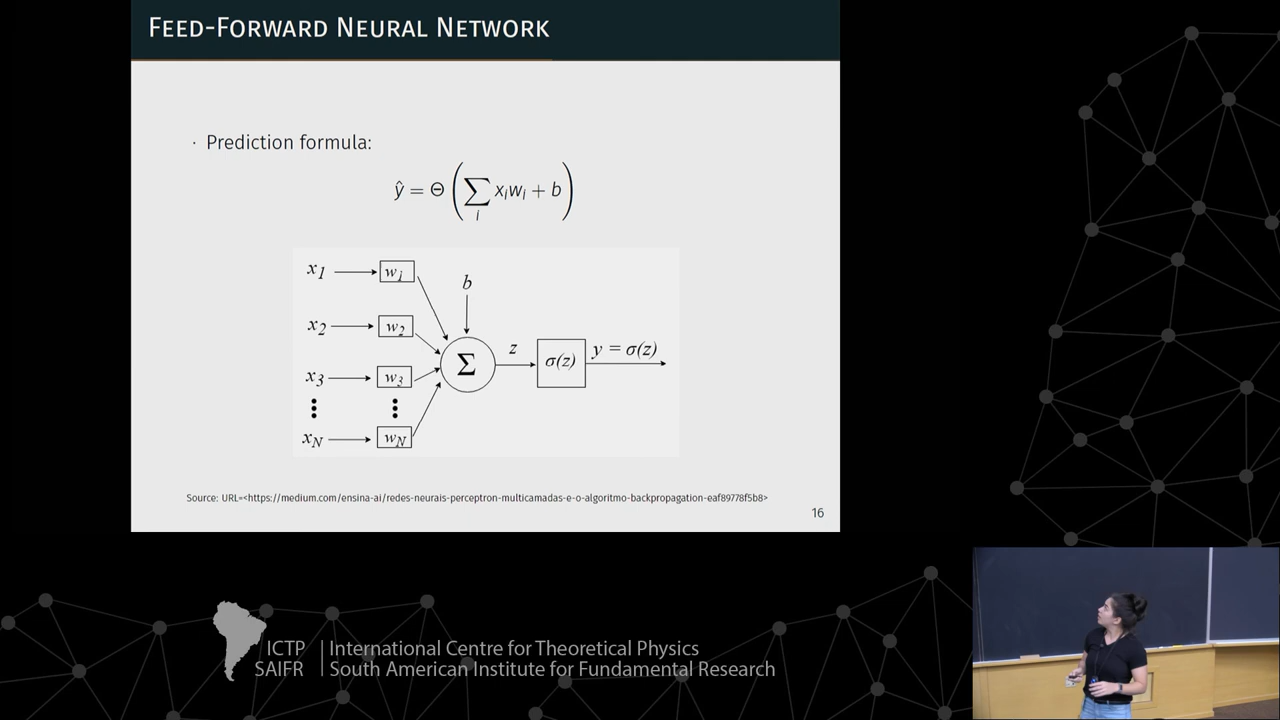 Feed-Forward Neural Network
· Prediction formula:
ŷ = Θ(∑ᵢ xᵢwᵢ + b)
x₁ w₁
b
x₂ w₂
z
y = σ(z)
Σ
σ(z)
x₃ w₃
x_N w_N
Source: URL=<https://medium.com/ensina-ai/redes-neurais-perceptron-multicamadas-e-o-algoritmo-backpropagation-eaf89778f5b8>
16
ICTP International Centre for Theoretical Physics
SAIFR South American Institute for Fundamental Research